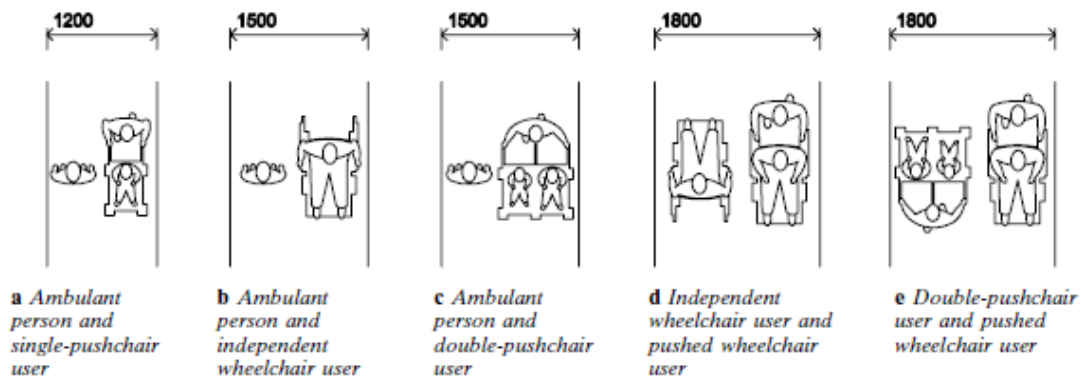 1200
1500
1500
1800
1800
a Ambulant
person and
single-pushchair
user
b Ambulant
person and
independent
wheelchair user
c Ambulant
person and
double-pushchair
user
d Independent
wheelchair user and
pushed wheelchair
user
e Double-pushchair
user and pushed
wheelchair user